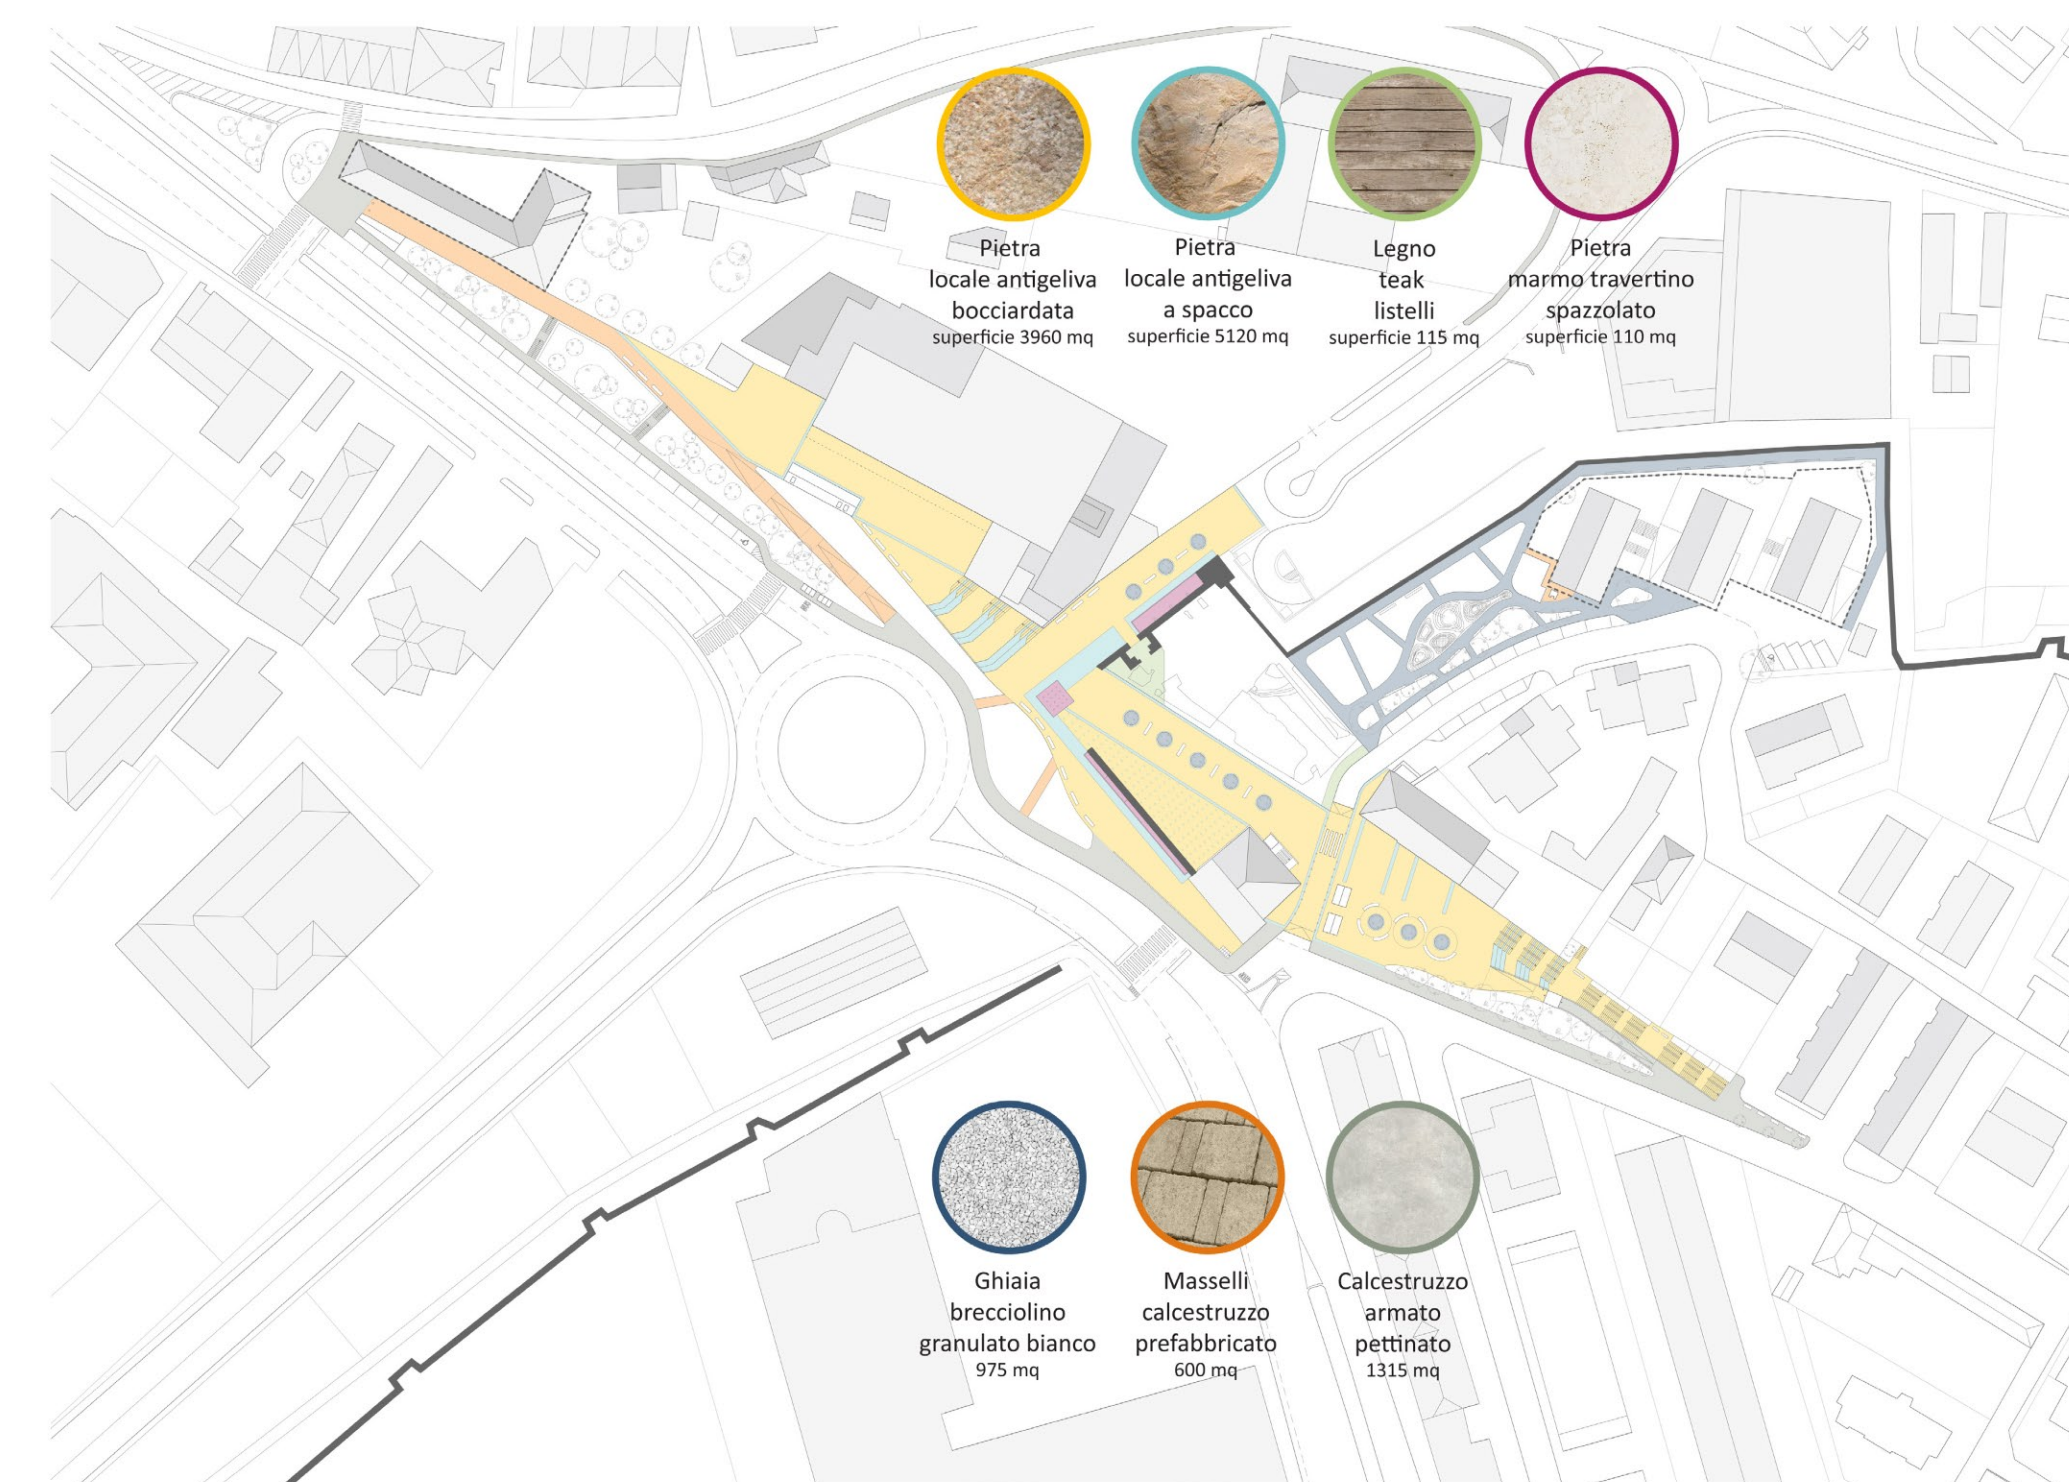 Pietra
locale antigeliva
bocciardata
superficie 3960 mq
Pietra
locale antigeliva
a spacco
superficie 5120 mq
Legno
teak
listelli
superficie 115 mq
Pietra
marmo travertino
spazzolato
superficie 110 mq
Ghiaia
brecciolino
granulato bianco
975 mq
Masselli
calcestruzzo
prefabbricato
600 mq
Calcestruzzo
armato
pettinato
1315 mq